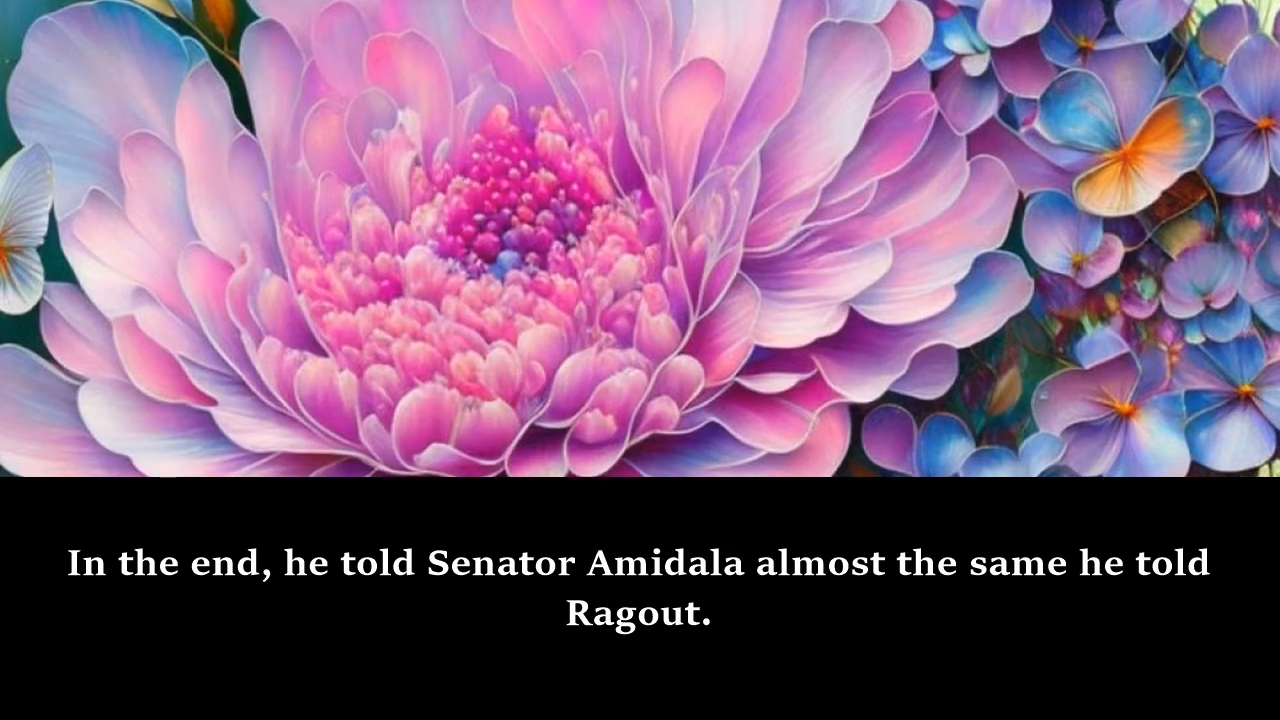 In the end, he told Senator Amidala almost the same he told
Ragout.